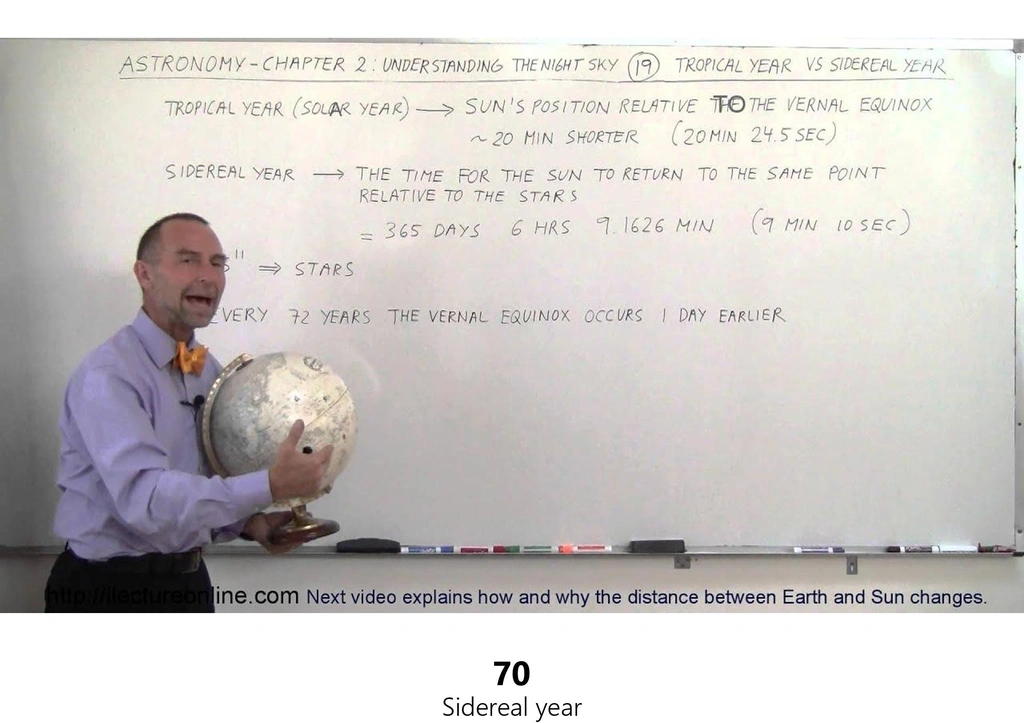 ASTRONOMY - CHAPTER 2: UNDERSTANDING THE NIGHT SKY (19) TROPICAL YEAR VS SIDEREAL YEAR
TROPICAL YEAR (SOLAR YEAR) → SUN'S POSITION RELATIVE TO THE VERNAL EQUINOX
~ 20 MIN SHORTER (20 MIN 24.5 SEC)
SIDEREAL YEAR → THE TIME FOR THE SUN TO RETURN TO THE SAME POINT
RELATIVE TO THE STARS
= 365 DAYS 6 HRS 9.1626 MIN (9 MIN 10 SEC)
S" ⇒ STARS
EVERY 72 YEARS THE VERNAL EQUINOX OCCURS 1 DAY EARLIER
http://ilectureonline.com Next video explains how and why the distance between Earth and Sun changes.
70
Sidereal year